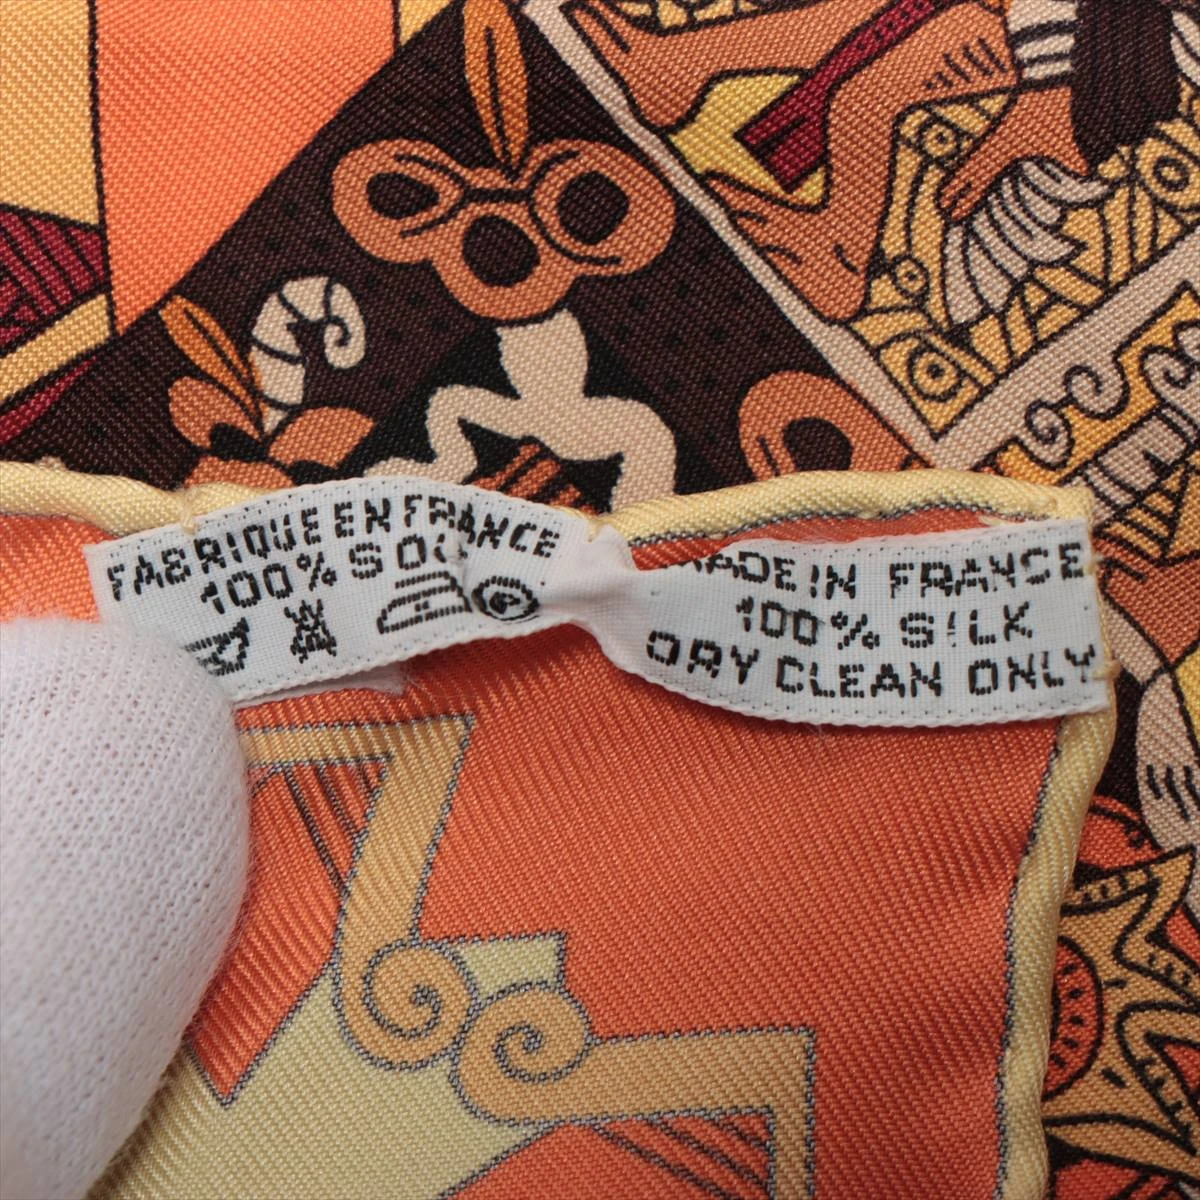 FABRIQUE EN FRANCE
100% SOIE
MADE IN FRANCE
100% SILK
DRY CLEAN ONLY